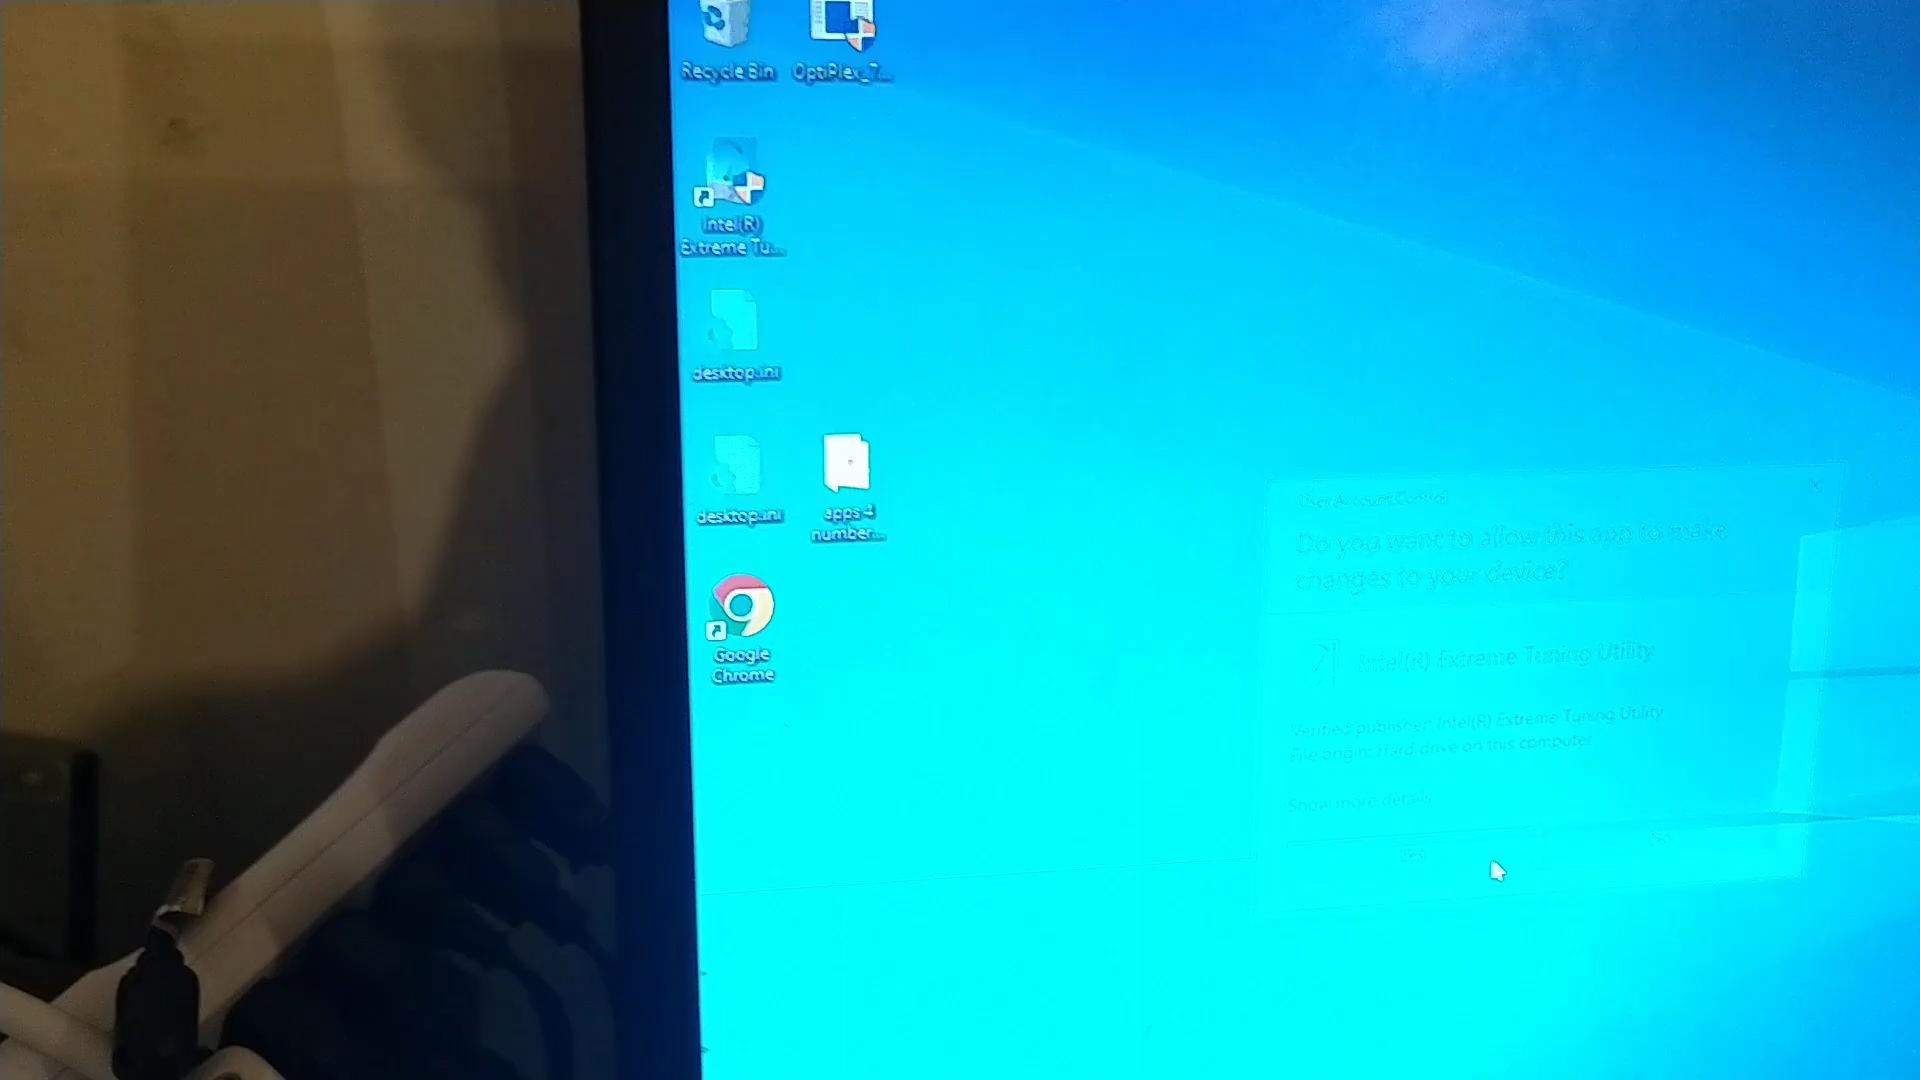 Recycle Bin
OptiPlex_7...
Intel(R)
Extreme Tu...
desktop.ini
desktop.ini
apps 4
number...
Google
Chrome
User Account Control
Do you want to allow this app to make
changes to your device?
Intel(R) Extreme Tuning Utility
Verified publisher: Intel(R) Extreme Tuning Utility
File origin: Hard drive on this computer
Show more details
Yes
No